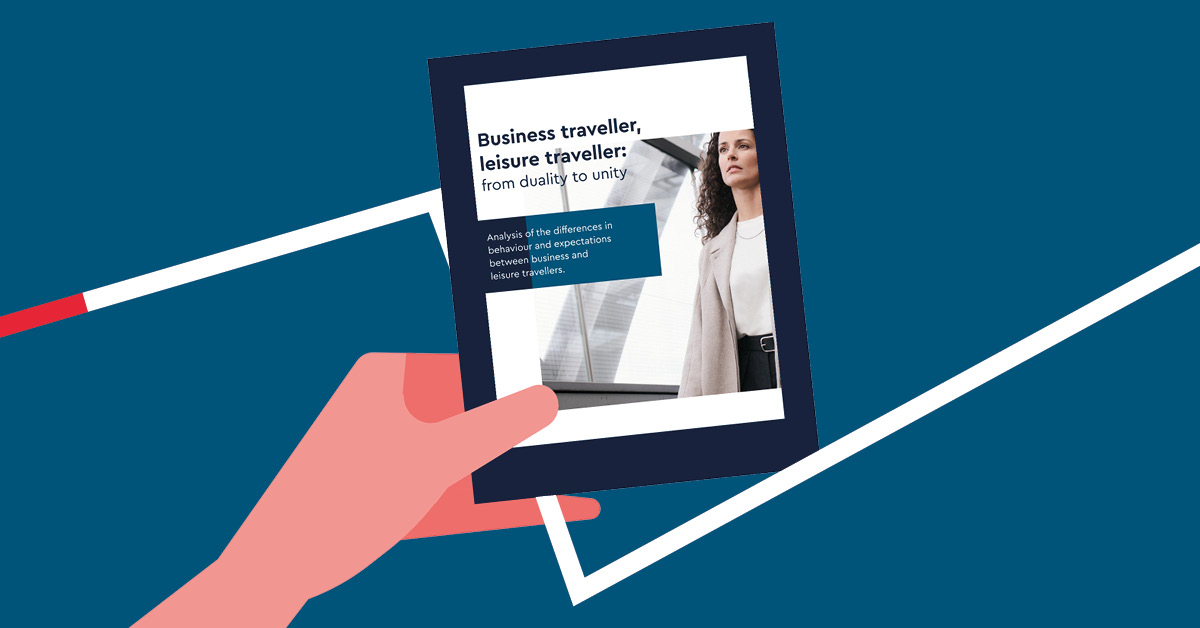 Business traveller,
leisure traveller:
from duality to unity
Analysis of the differences in
behaviour and expectations
between business and
leisure travellers.